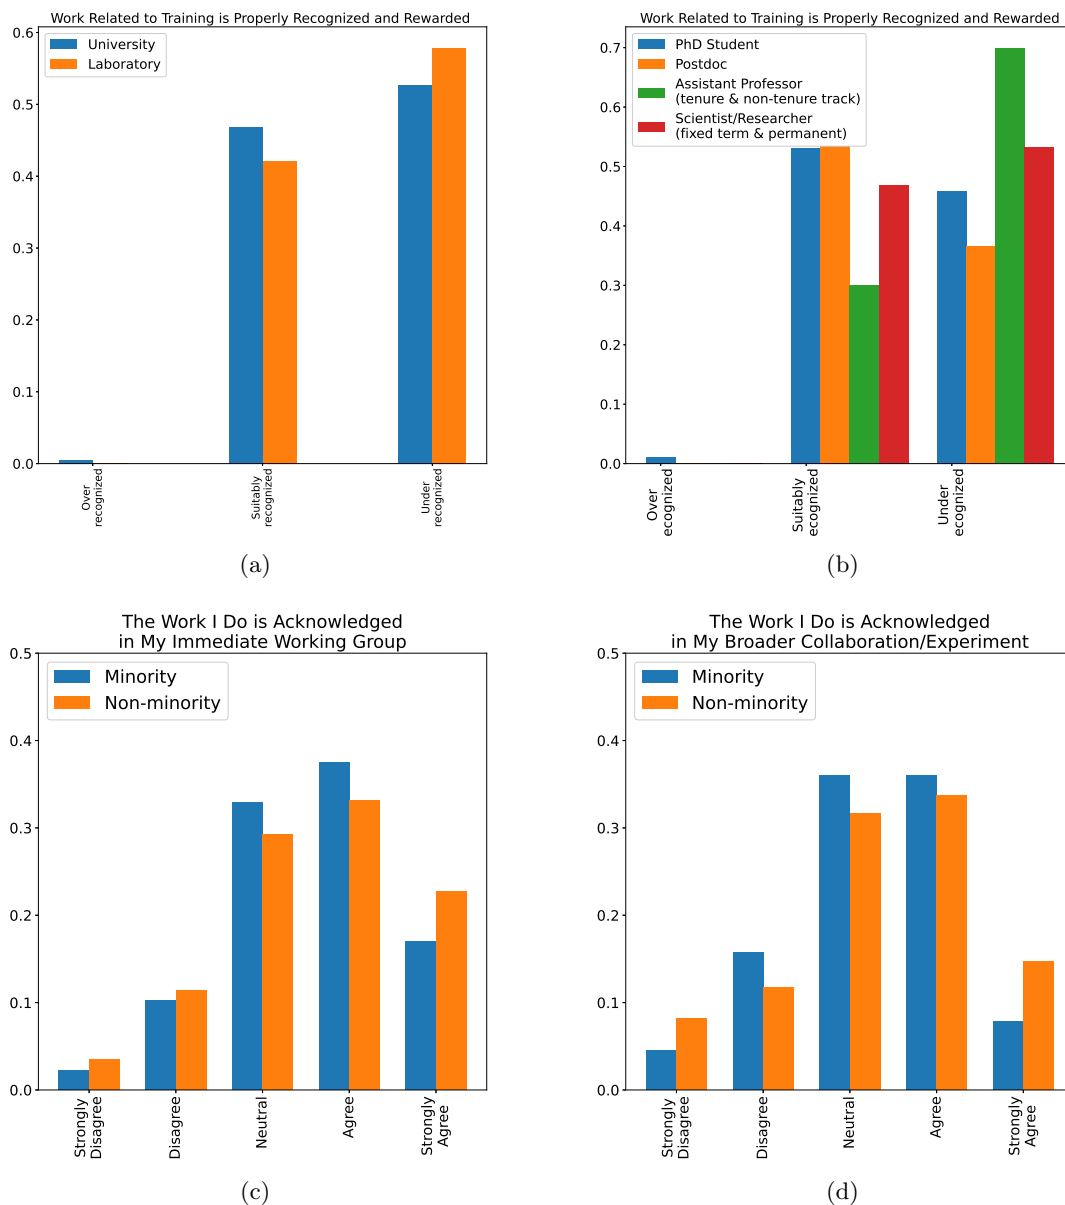 Work Related to Training is Properly Recognized and Rewarded
0.6
0.5
0.4
0.3
0.2
0.1
0.0
University
Laboratory
Over
recognized
Suitably
recognized
Under
recognized
(a)
Work Related to Training is Properly Recognized and Rewarded
0.7
0.6
0.5
0.4
0.3
0.2
0.1
0.0
PhD Student
Postdoc
Assistant Professor
(tenure & non-tenure track)
Scientist/Researcher
(fixed term & permanent)
Over
ecognized
Suitably
ecognized
Under
ecognized
(b)
The Work I Do is Acknowledged
in My Immediate Working Group
0.5
0.4
0.3
0.2
0.1
0.0
Minority
Non-minority
Strongly
Disagree
Disagree
Neutral
Agree
Strongly
Agree
(c)
The Work I Do is Acknowledged
in My Broader Collaboration/Experiment
0.5
0.4
0.3
0.2
0.1
0.0
Minority
Non-minority
Strongly
Disagree
Disagree
Neutral
Agree
Strongly
Agree
(d)